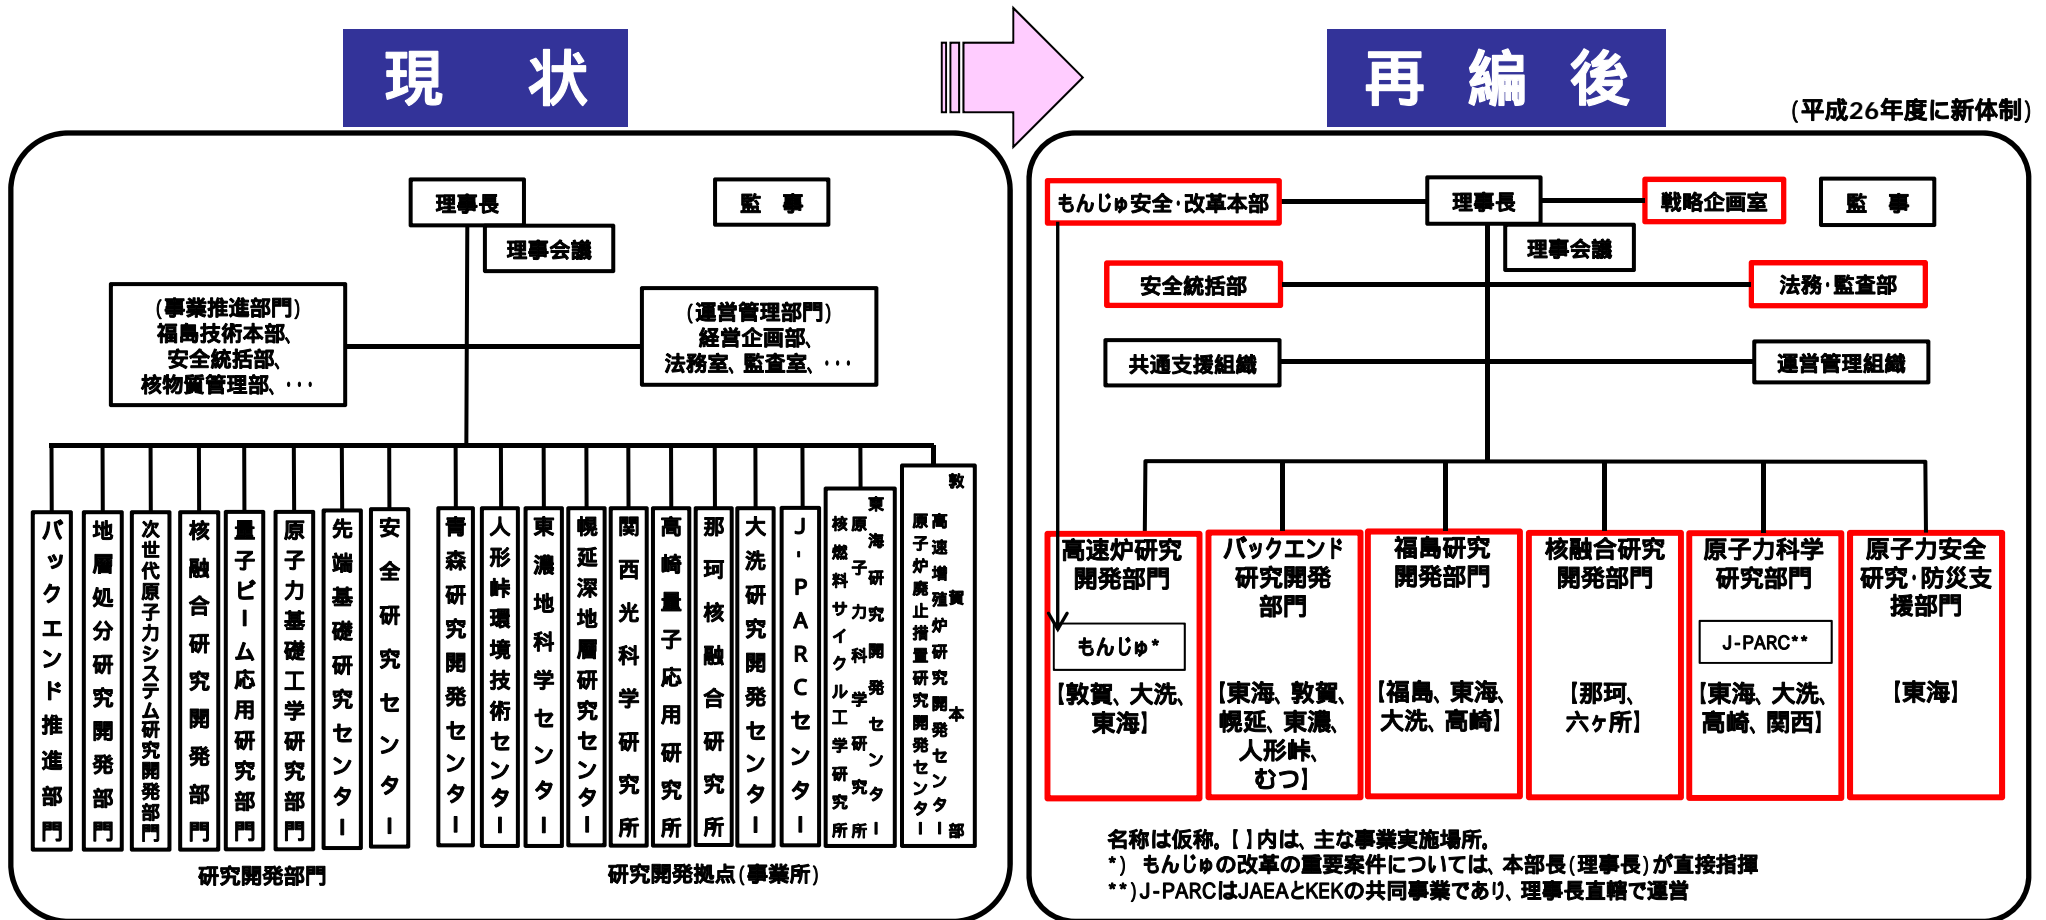 現 状
再 編 後
(平成26年度に新体制)
理事長
監 事
理事会議
(事業推進部門)
福島技術本部、
安全統括部、
核物質管理部、・・・
(運営管理部門)
経営企画部、
法務室、監査室、・・・
バックエンド推進部門
地層処分研究開発部門
次世代原子力システム研究開発部門
核融合研究開発部門
量子ビーム応用研究部門
原子力基礎工学研究部門
先端基礎研究センター
安全研究センター
青森研究開発センター
人形峠環境技術センター
東濃地科学センター
幌延深地層研究センター
関西光科学研究所
高崎量子応用研究所
那珂核融合研究所
大洗研究開発センター
J-PARCセンター
東海研究開発センター
原子力科学研究所
核燃料サイクル工学研究所
敦賀本部
高速増殖炉研究開発センター
原子炉廃止措置研究開発センター
研究開発部門
研究開発拠点(事業所)
もんじゅ安全・改革本部
理事長
戦略企画室
監 事
理事会議
安全統括部
法務・監査部
共通支援組織
運営管理組織
高速炉研究
開発部門
もんじゅ*
【敦賀、大洗、
東海】
バックエンド
研究開発
部門
【東海、敦賀、
幌延、東濃、
人形峠、
むつ】
福島研究
開発部門
【福島、東海、
大洗、高崎】
核融合研究
開発部門
【那珂、
六ヶ所】
原子力科学
研究部門
J-PARC**
【東海、大洗、
高崎、関西】
原子力安全
研究・防災支
援部門
【東海】
名称は仮称。【 】内は、主な事業実施場所。
*) もんじゅの改革の重要案件については、本部長(理事長)が直接指揮
**)J-PARCはJAEAとKEKの共同事業であり、理事長直轄で運営